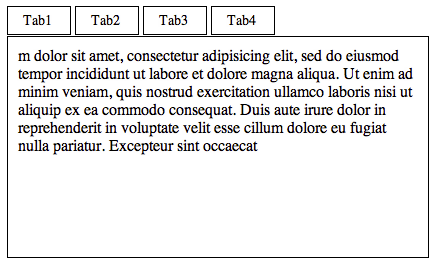 Tab1 Tab2 Tab3 Tab4
m dolor sit amet, consectetur adipisicing elit, sed do eiusmod
tempor incididunt ut labore et dolore magna aliqua. Ut enim ad
minim veniam, quis nostrud exercitation ullamco laboris nisi ut
aliquip ex ea commodo consequat. Duis aute irure dolor in
reprehenderit in voluptate velit esse cillum dolore eu fugiat
nulla pariatur. Excepteur sint occaecat